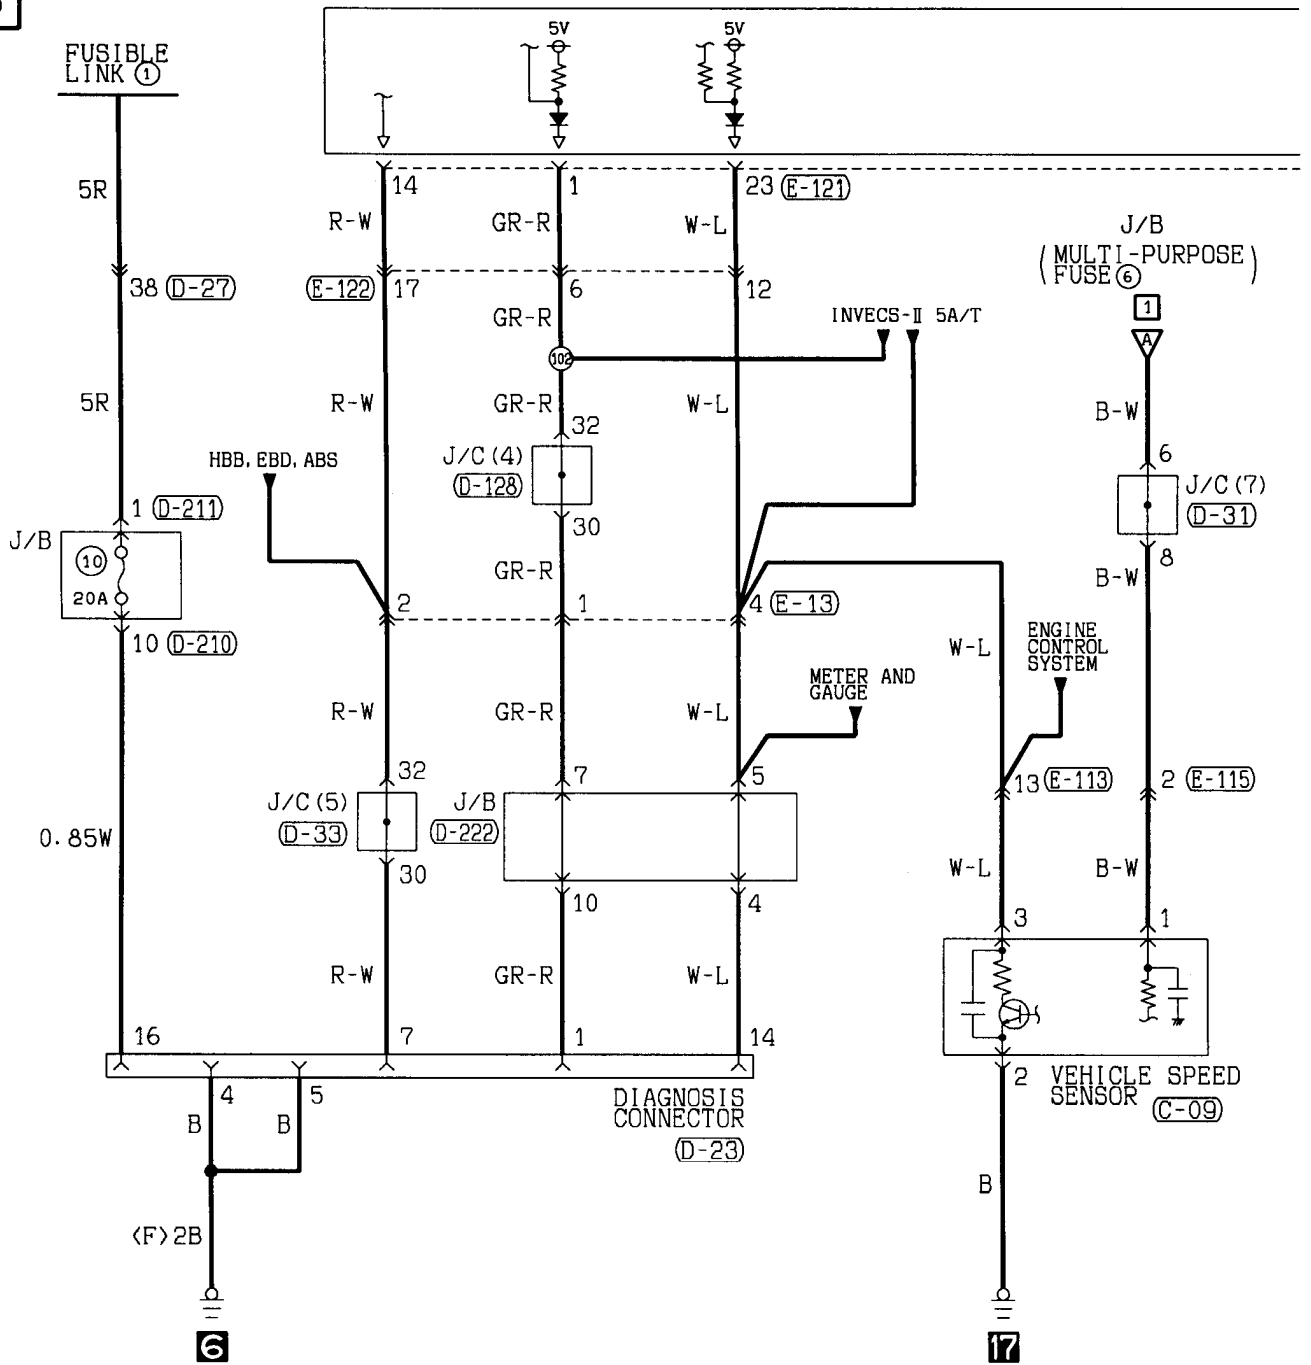 5V
5V
FUSIBLE
LINK ①
14
1
23 (E-121)
5R
R-W
GR-R
W-L
J/B
(MULTI-PURPOSE)
FUSE ⑥
38 (D-27)
(E-122) 17
6
12
1
GR-R
INVECS-Ⅱ 5A/T
A
102
5R
R-W
GR-R
W-L
B-W
32
6
HBB, EBD, ABS
J/C (4)
(D-128)
J/C (7)
(D-31)
1 (D-211)
30
8
J/B
10
20A
GR-R
B-W
2
1
4 (E-13)
10 (D-210)
W-L
ENGINE
CONTROL
SYSTEM
METER AND
GAUGE
R-W
GR-R
W-L
32
7
5
13 (E-113)
2 (E-115)
J/C (5)
(D-33)
J/B
(D-222)
0.85W
30
W-L
B-W
10
4
3
1
R-W
GR-R
W-L
16
7
1
14
4
5
2
VEHICLE SPEED
SENSOR (C-09)
B
B
DIAGNOSIS
CONNECTOR
(D-23)
B
<F>2B
6
17